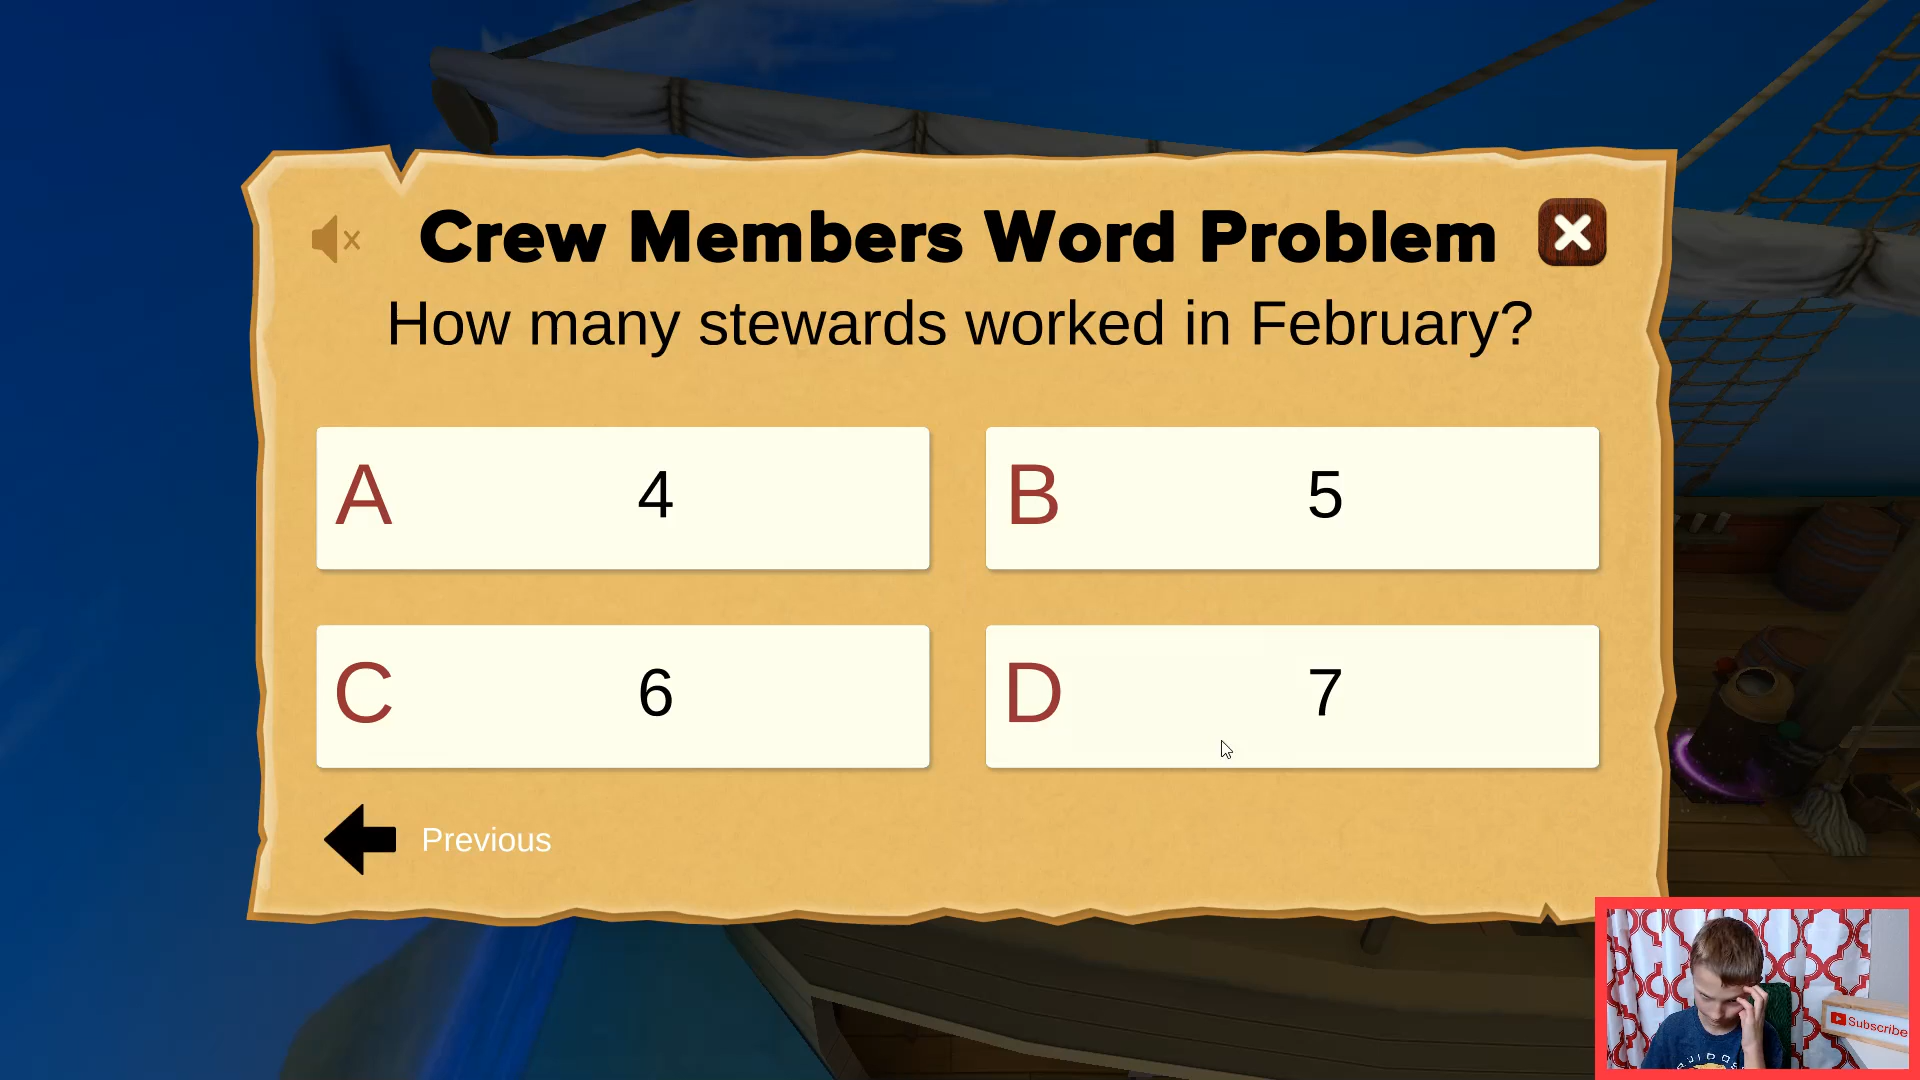 Crew Members Word Problem
How many stewards worked in February?
A 4
B 5
C 6
D 7
Previous
Subscribe